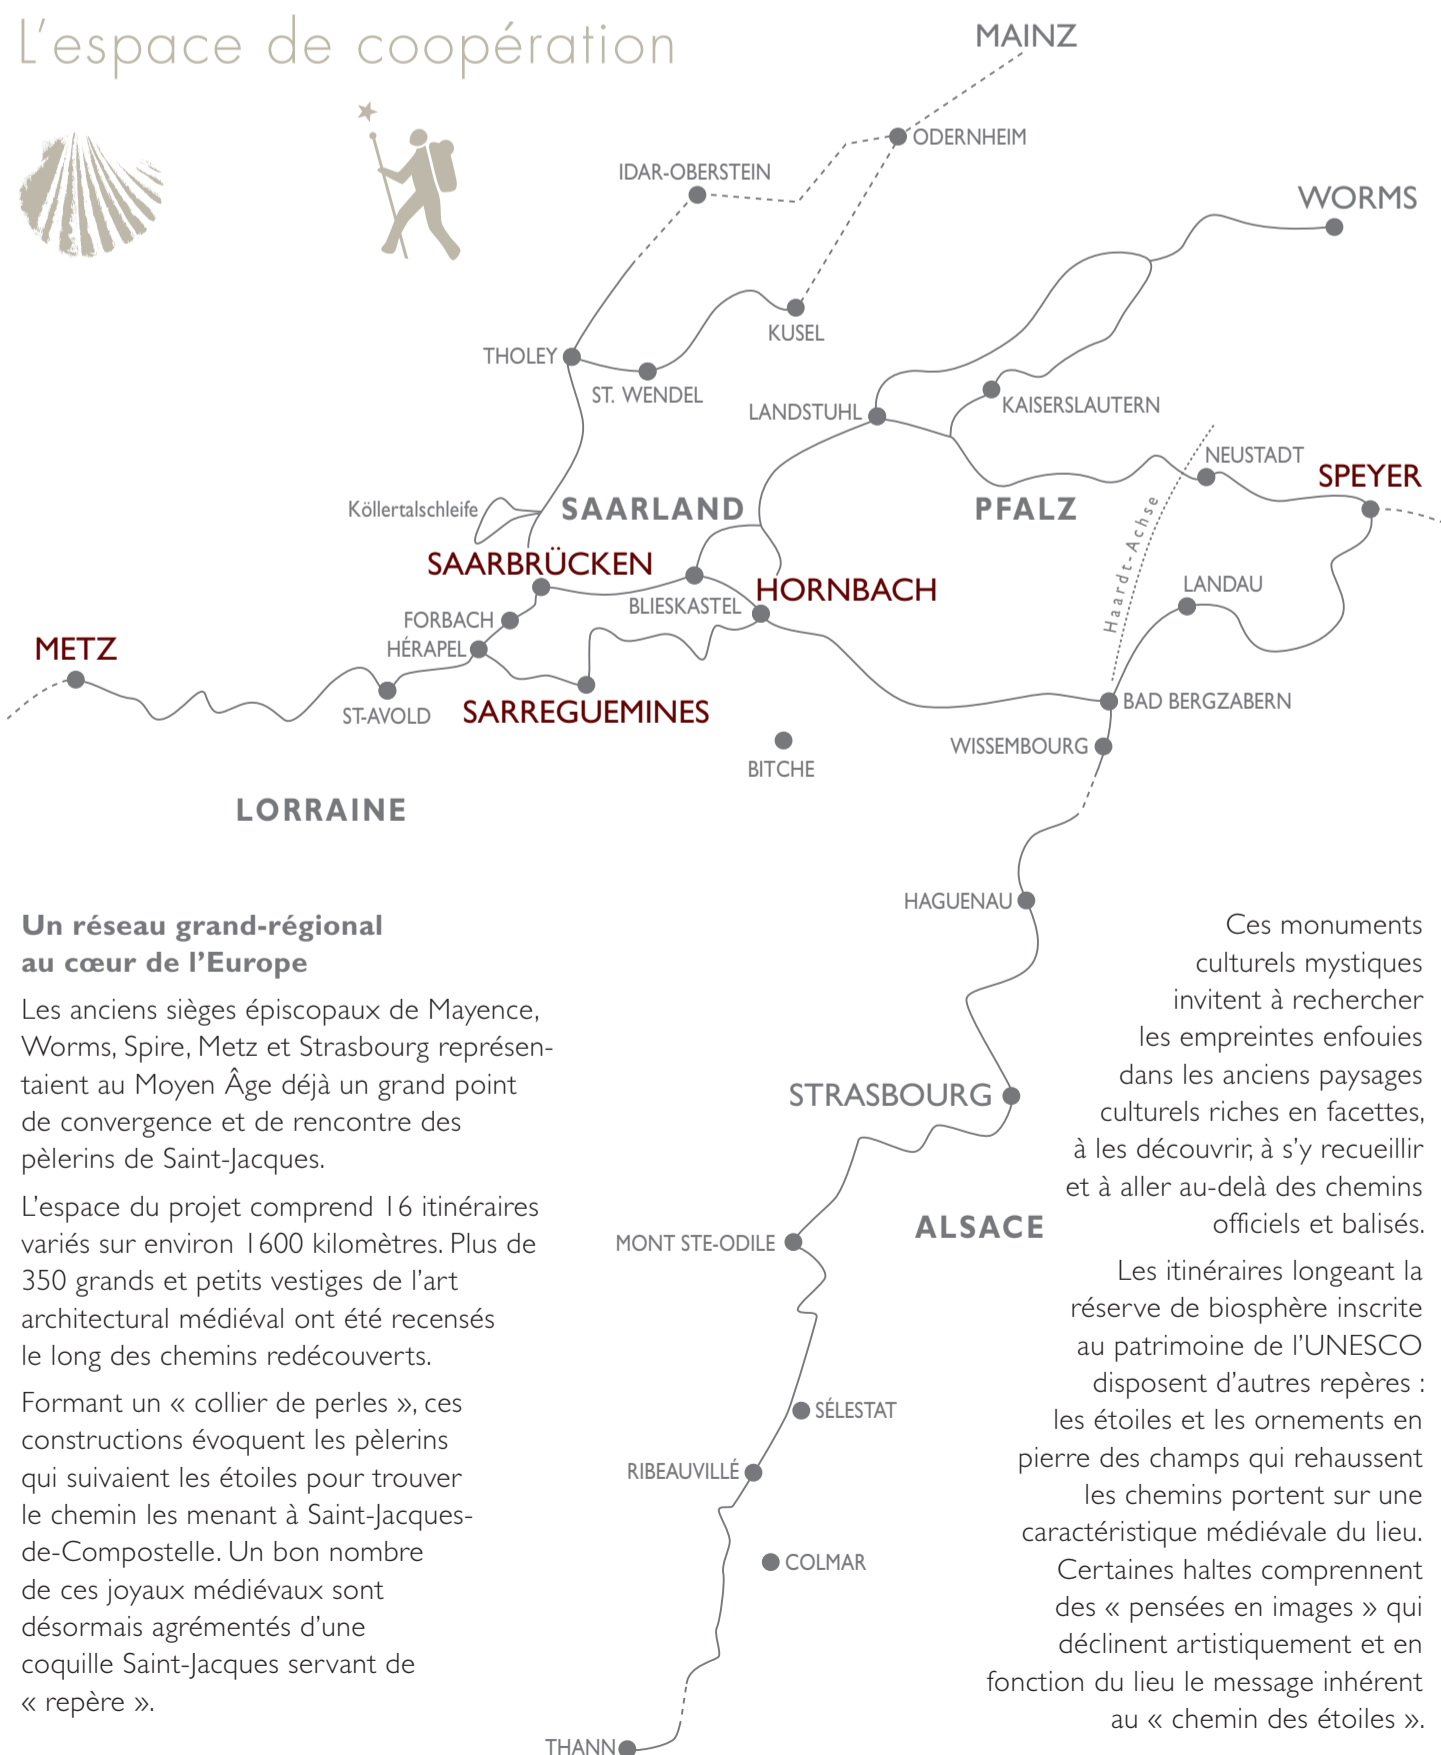 L'espace de coopération
MAINZ
ODERNHEIM
IDAR-OBERSTEIN
WORMS
KUSEL
THOLEY
ST. WENDEL
LANDSTUHL
KAISERSLAUTERN
NEUSTADT
SPEYER
Köllertalschleife
SAARLAND
PFALZ
Haardt-Achse
SAARBRÜCKEN
HORNBACH
BLIESKASTEL
LANDAU
FORBACH
HÉRAPEL
METZ
ST-AVOLD
SARREGUEMINES
BAD BERGZABERN
WISSEMBOURG
BITCHE
LORRAINE
HAGUENAU
STRASBOURG
ALSACE
MONT STE-ODILE
SÉLESTAT
RIBEAUVILLÉ
COLMAR
THANN
Un réseau grand-régional
au cœur de l'Europe
Les anciens sièges épiscopaux de Mayence,
Worms, Spire, Metz et Strasbourg représen-
taient au Moyen Âge déjà un grand point
de convergence et de rencontre des
pèlerins de Saint-Jacques.
L'espace du projet comprend 16 itinéraires
variés sur environ 1600 kilomètres. Plus de
350 grands et petits vestiges de l'art
architectural médiéval ont été recensés
le long des chemins redécouverts.
Formant un « collier de perles », ces
constructions évoquent les pèlerins
qui suivaient les étoiles pour trouver
le chemin les menant à Saint-Jacques-
de-Compostelle. Un bon nombre
de ces joyaux médiévaux sont
désormais agrémentés d'une
coquille Saint-Jacques servant de
« repère ».
Ces monuments
culturels mystiques
invitent à rechercher
les empreintes enfouies
dans les anciens paysages
culturels riches en facettes,
à les découvrir, à s'y recueillir
et à aller au-delà des chemins
officiels et balisés.
Les itinéraires longeant la
réserve de biosphère inscrite
au patrimoine de l'UNESCO
disposent d'autres repères :
les étoiles et les ornements en
pierre des champs qui rehaussent
les chemins portent sur une
caractéristique médiévale du lieu.
Certaines haltes comprennent
des « pensées en images » qui
déclinent artistiquement et en
fonction du lieu le message inhérent
au « chemin des étoiles ».